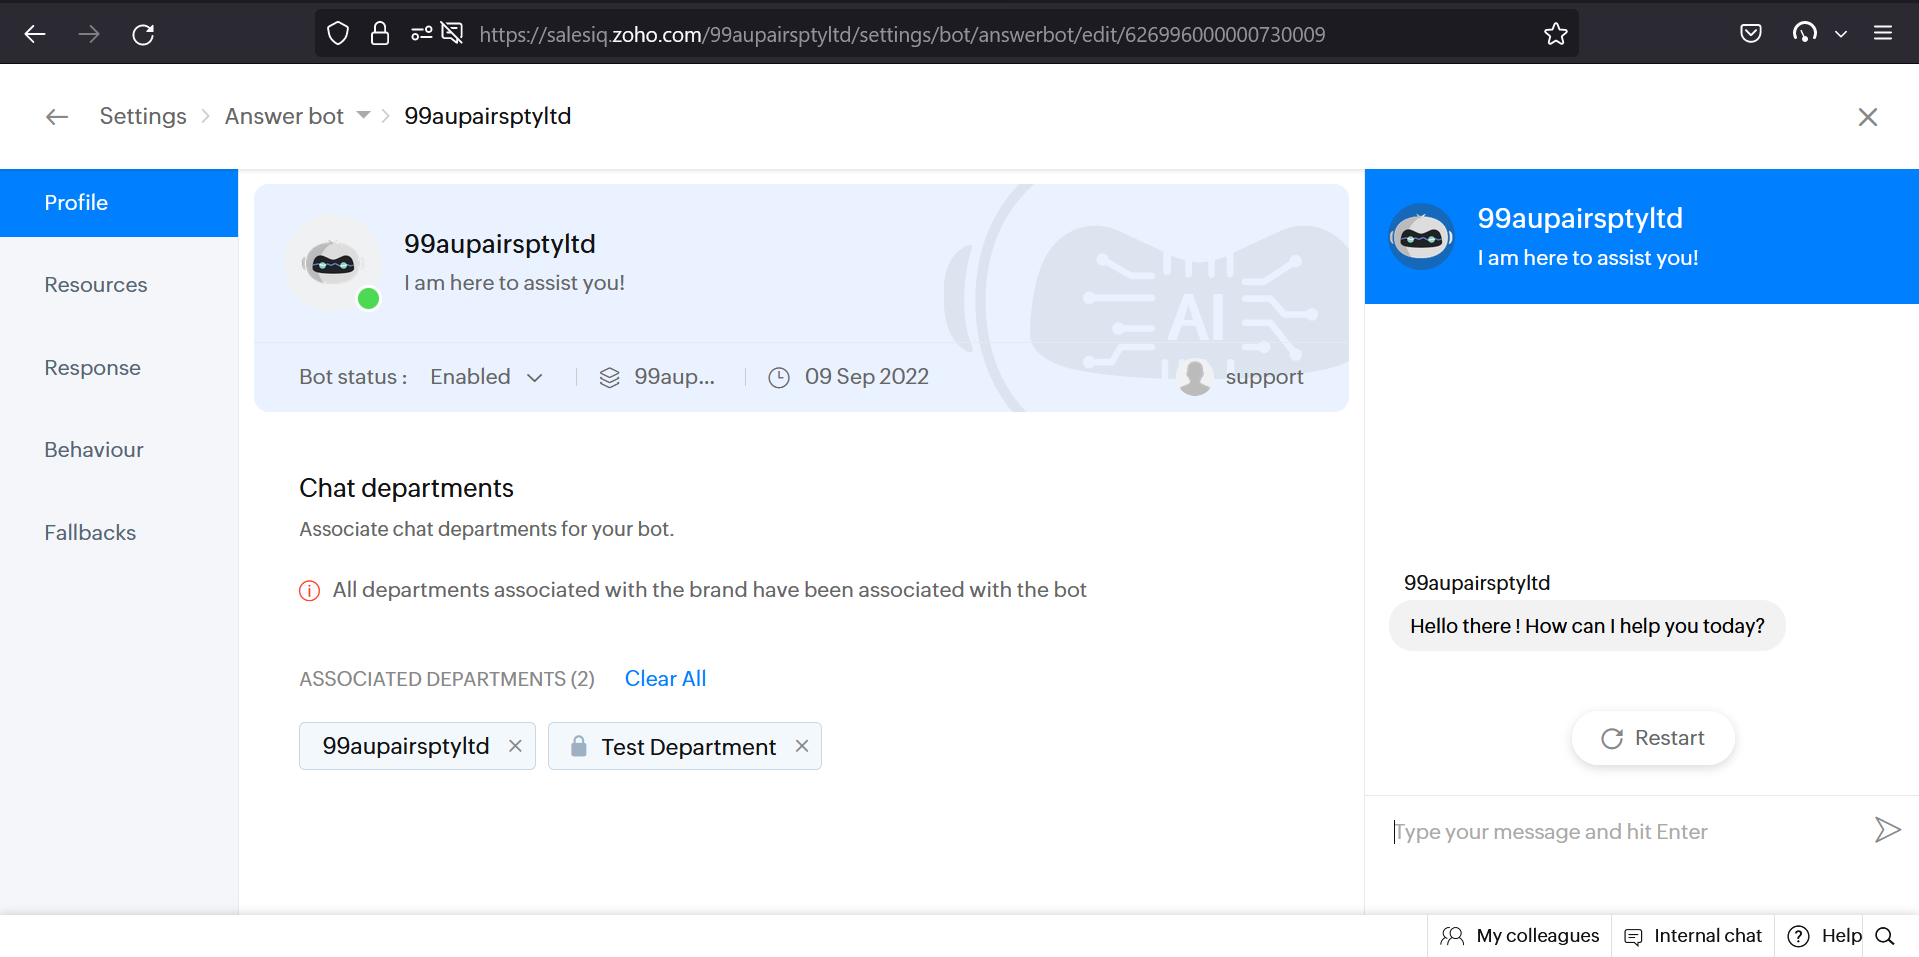 https://salesiq.zoho.com/99aupairsptyltd/settings/bot/answerbot/edit/626996000000730009
Settings
Answer bot
99aupairsptyltd
Profile
Resources
Response
Behaviour
Fallbacks
99aupairsptyltd
I am here to assist you!
AI
Bot status :
Enabled
99aup...
09 Sep 2022
support
Chat departments
Associate chat departments for your bot.
All departments associated with the brand have been associated with the bot
ASSOCIATED DEPARTMENTS (2)
Clear All
99aupairsptyltd
Test Department
99aupairsptyltd
I am here to assist you!
99aupairsptyltd
Hello there ! How can I help you today?
Restart
Type your message and hit Enter
My colleagues
Internal chat
Help